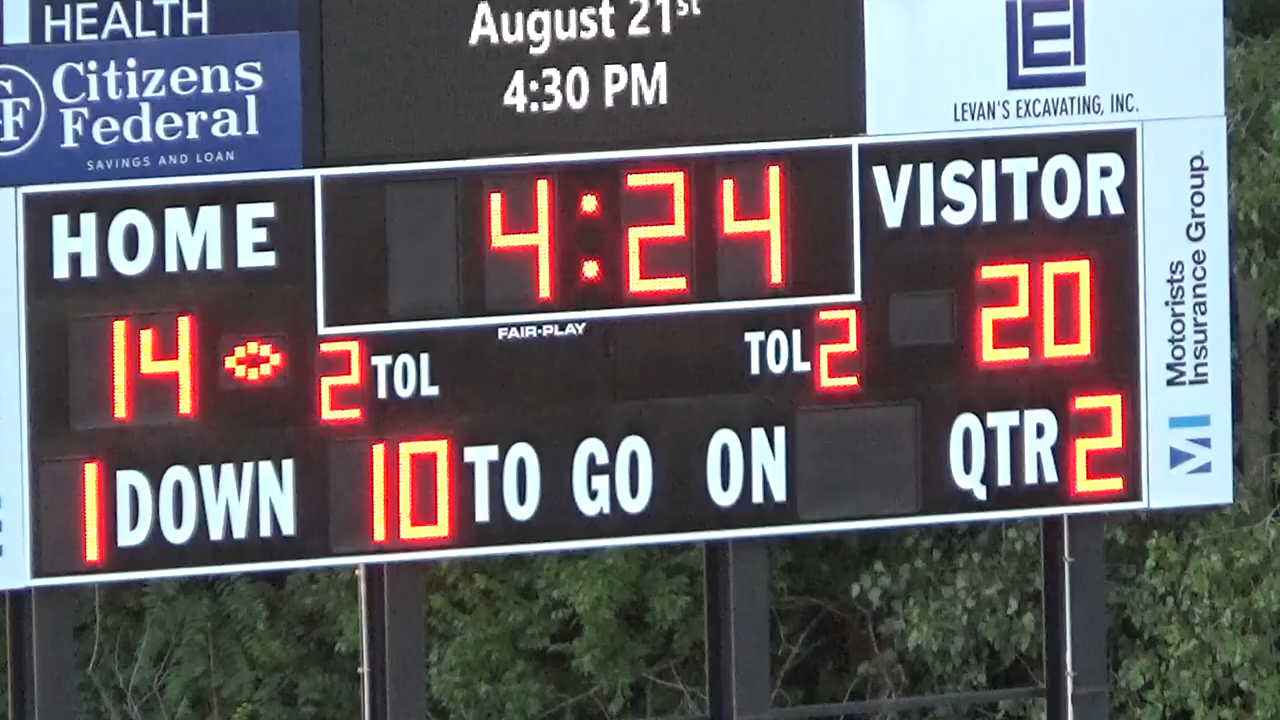 HEALTH
Citizens
Federal
SAVINGS AND LOAN
August 21st
4:30 PM
LE
LEVAN'S EXCAVATING, INC.
HOME
4:24
VISITOR
14
2 TOL
FAIR-PLAY
TOL 2
20
1 DOWN
10 TO GO ON
QTR 2
Motorists
Insurance Group.